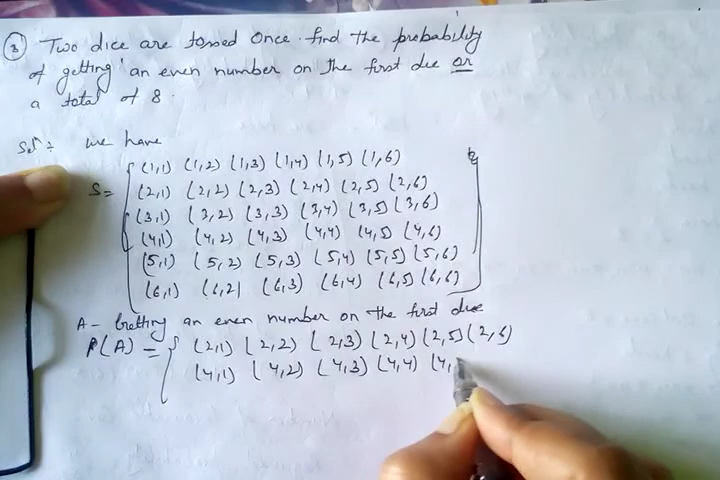 (3) Two dice are tossed once. find the probability
of getting an even number on the first die or
a total of 8.
Solⁿ: we have
S= { (1,1) (1,2) (1,3) (1,4) (1,5) (1,6)
(2,1) (2,2) (2,3) (2,4) (2,5) (2,6)
(3,1) (3,2) (3,3) (3,4) (3,5) (3,6)
(4,1) (4,2) (4,3) (4,4) (4,5) (4,6)
(5,1) (5,2) (5,3) (5,4) (5,5) (5,6)
(6,1) (6,2) (6,3) (6,4) (6,5) (6,6) }
A - Getting an even number on the first dice
P(A) = { (2,1) (2,2) (2,3) (2,4) (2,5) (2,6)
(4,1) (4,2) (4,3) (4,4) (4,